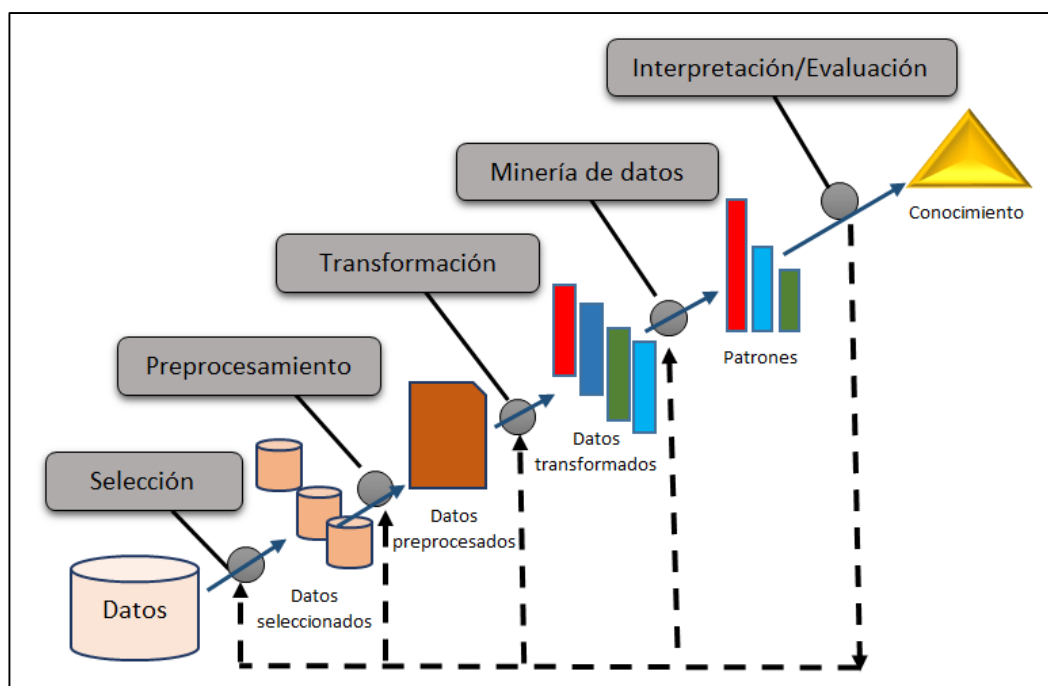 Interpretación/Evaluación
Minería de datos
Conocimiento
Transformación
Patrones
Preprocesamiento
Datos
transformados
Selección
Datos
preprocesados
Datos
Datos
seleccionados